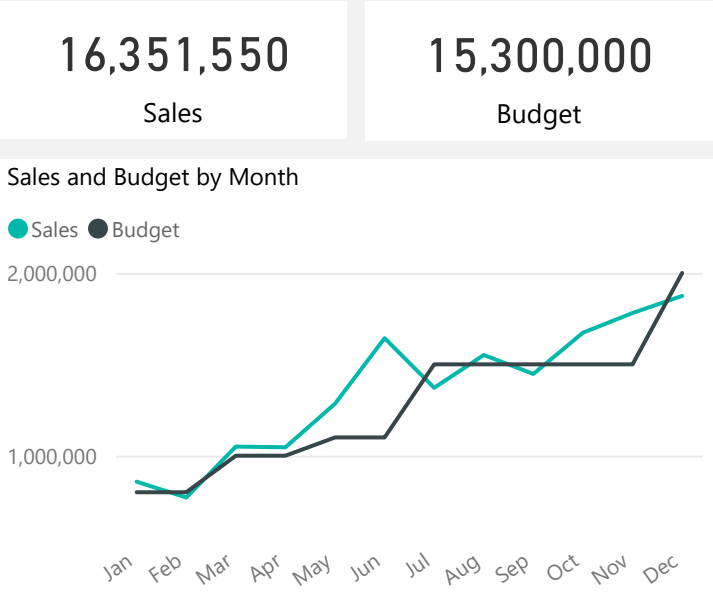 16,351,550 15,300,000
Sales Budget
Sales and Budget by Month
Sales Budget
2,000,000
1,000,000
Jan Feb Mar Apr May Jun Jul Aug Sep Oct Nov Dec